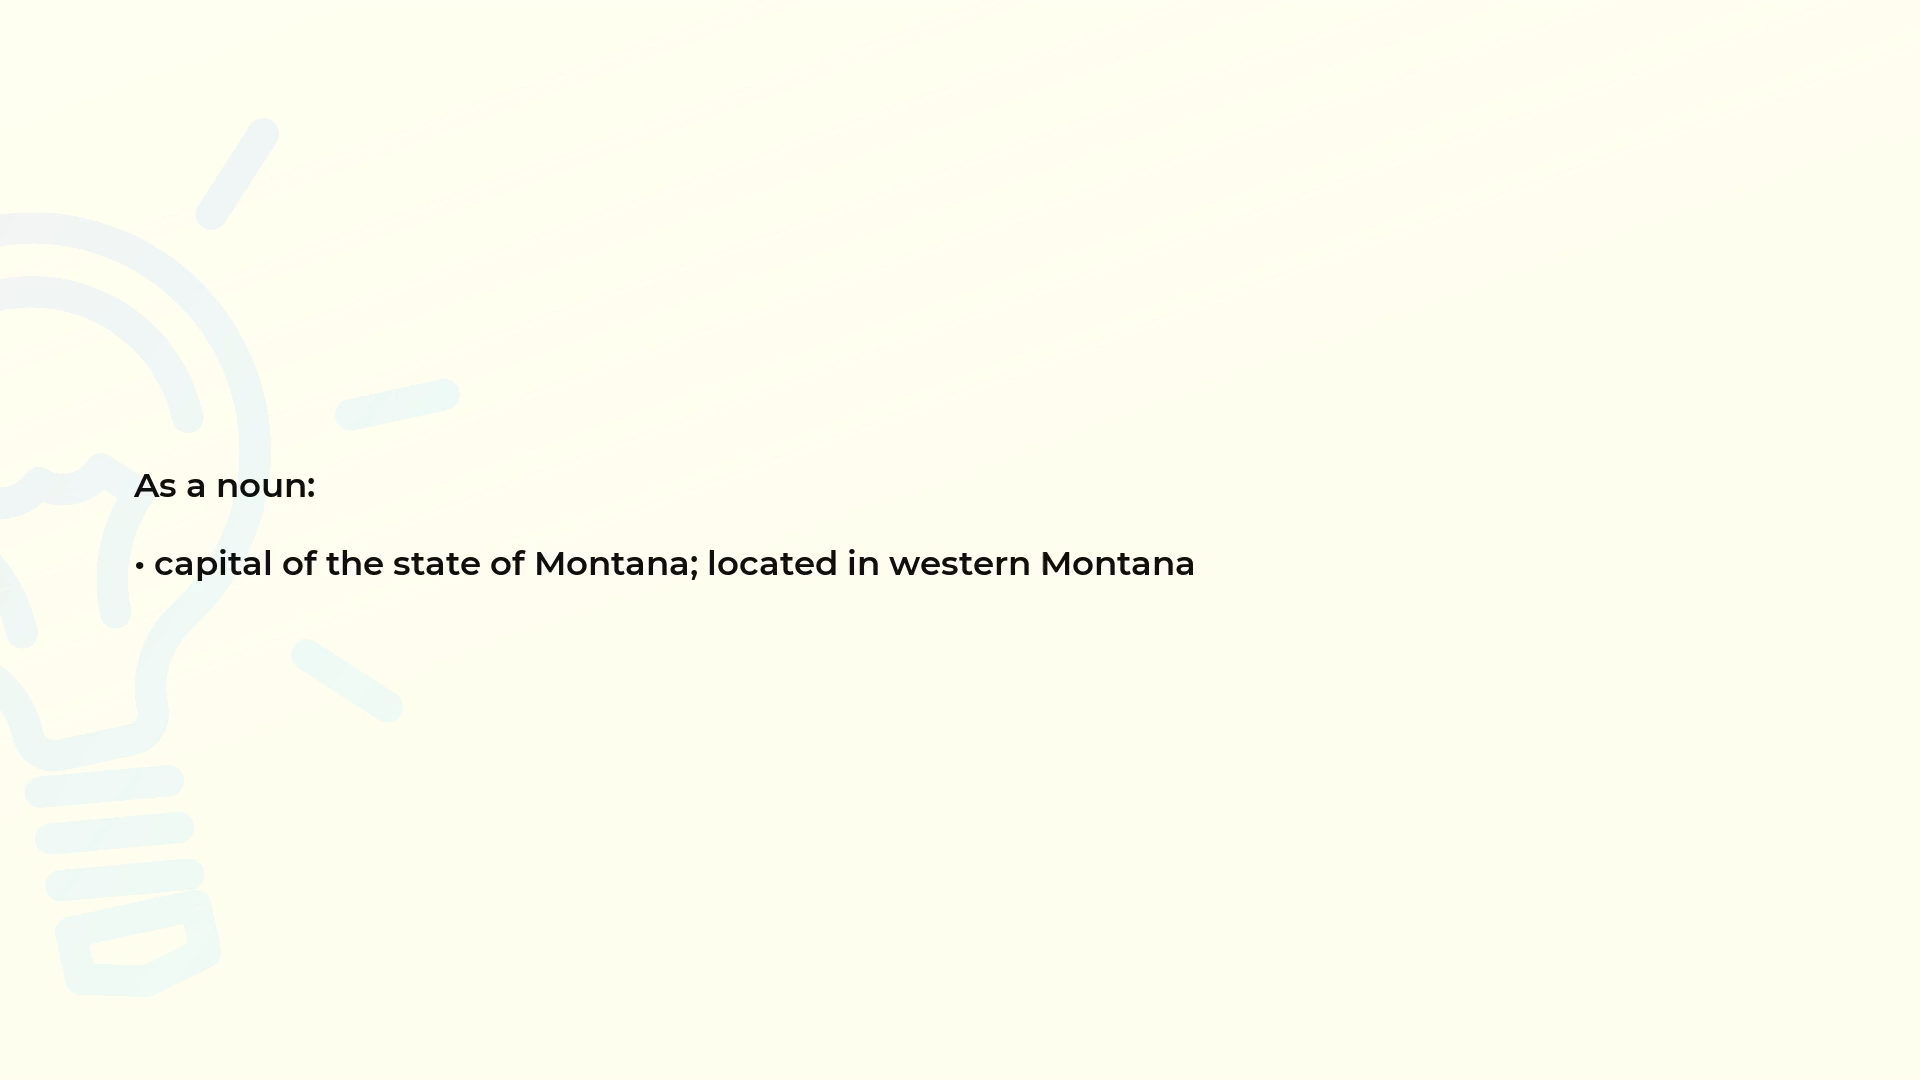 As a noun:
• capital of the state of Montana; located in western Montana